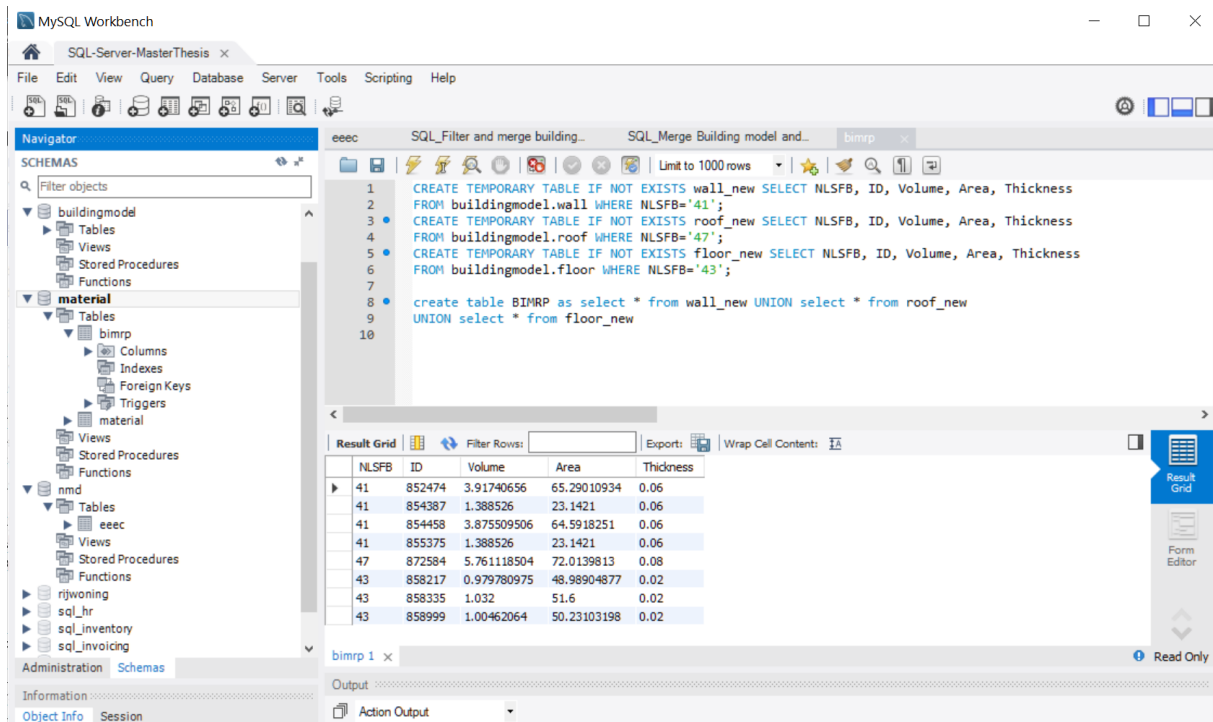 MySQL Workbench
SQL-Server-MasterThesis
File Edit View Query Database Server Tools Scripting Help
Navigator
SCHEMAS
Filter objects
buildingmodel
Tables
Views
Stored Procedures
Functions
material
Tables
bimrp
Columns
Indexes
Foreign Keys
Triggers
material
Views
Stored Procedures
Functions
nmd
Tables
eeec
Views
Stored Procedures
Functions
rijwoning
sql_hr
sql_inventory
sql_invoicing
Administration Schemas
Information
Object Info Session
eeec SQL_Filter and merge building... SQL_Merge Building model and... bimrp
Limit to 1000 rows
1 CREATE TEMPORARY TABLE IF NOT EXISTS wall_new SELECT NLSFB, ID, Volume, Area, Thickness
2 FROM buildingmodel.wall WHERE NLSFB='41';
3 CREATE TEMPORARY TABLE IF NOT EXISTS roof_new SELECT NLSFB, ID, Volume, Area, Thickness
4 FROM buildingmodel.roof WHERE NLSFB='47';
5 CREATE TEMPORARY TABLE IF NOT EXISTS floor_new SELECT NLSFB, ID, Volume, Area, Thickness
6 FROM buildingmodel.floor WHERE NLSFB='43';
7
8 create table BIMRP as select * from wall_new UNION select * from roof_new
9 UNION select * from floor_new
10
Result Grid Filter Rows: Export: Wrap Cell Content:
NLSFB ID Volume Area Thickness
41 852474 3.91740656 65.29010934 0.06
41 854387 1.388526 23.1421 0.06
41 854458 3.875509506 64.5918251 0.06
41 855375 1.388526 23.1421 0.06
47 872584 5.761118504 72.0139813 0.08
43 858217 0.979780975 48.98904877 0.02
43 858335 1.032 51.6 0.02
43 858999 1.00462064 50.23103198 0.02
Result
Grid
Form
Editor
bimrp 1 Read Only
Output
Action Output